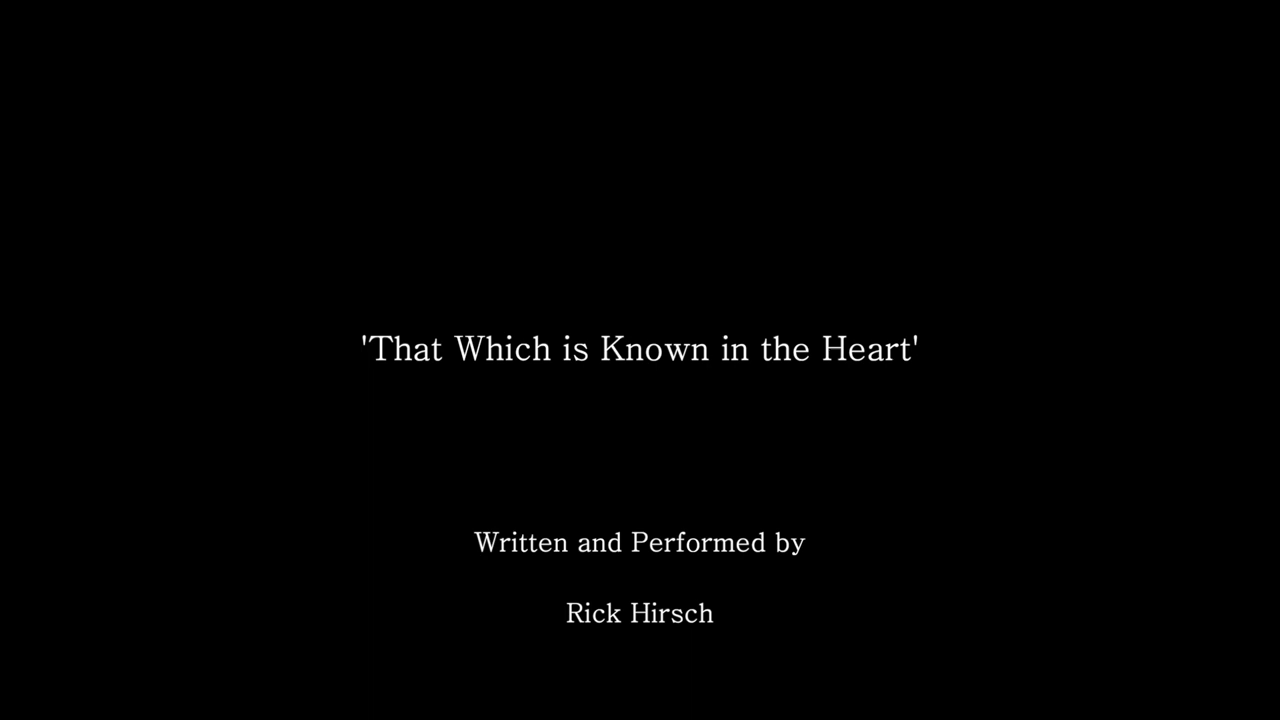 'That Which is Known in the Heart'
Written and Performed by
Rick Hirsch